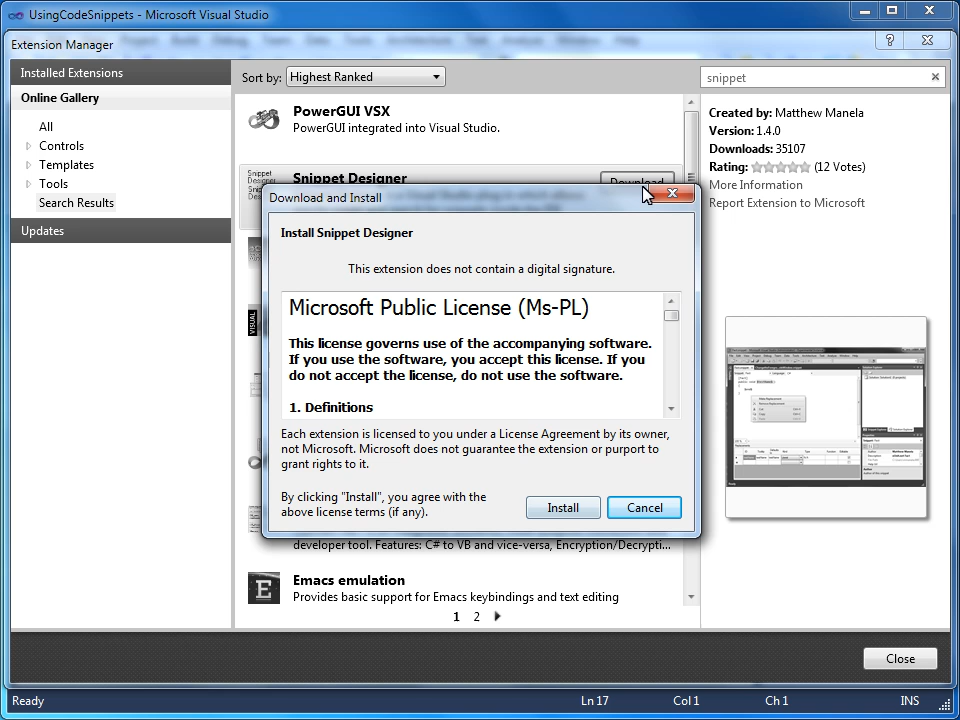 UsingCodeSnippets - Microsoft Visual Studio
Extension Manager
Installed Extensions
Online Gallery
All
Controls
Templates
Tools
Search Results
Updates
Sort by: Highest Ranked
PowerGUI VSX
PowerGUI integrated into Visual Studio.
Snippet Designer
Download
snippet
Created by: Matthew Manela
Version: 1.4.0
Downloads: 35107
Rating: (12 Votes)
More Information
Report Extension to Microsoft
Download and Install
Install Snippet Designer
This extension does not contain a digital signature.
Microsoft Public License (Ms-PL)
This license governs use of the accompanying software.
If you use the software, you accept this license. If you
do not accept the license, do not use the software.
1. Definitions
Each extension is licensed to you under a License Agreement by its owner,
not Microsoft. Microsoft does not guarantee the extension or purport to
grant rights to it.
By clicking "Install", you agree with the
above license terms (if any).
Install
Cancel
developer tool. Features: C# to VB and vice-versa, Encryption/Decrypti...
Emacs emulation
Provides basic support for Emacs keybindings and text editing
1 2
Close
Ready
Ln 17
Col 1
Ch 1
INS